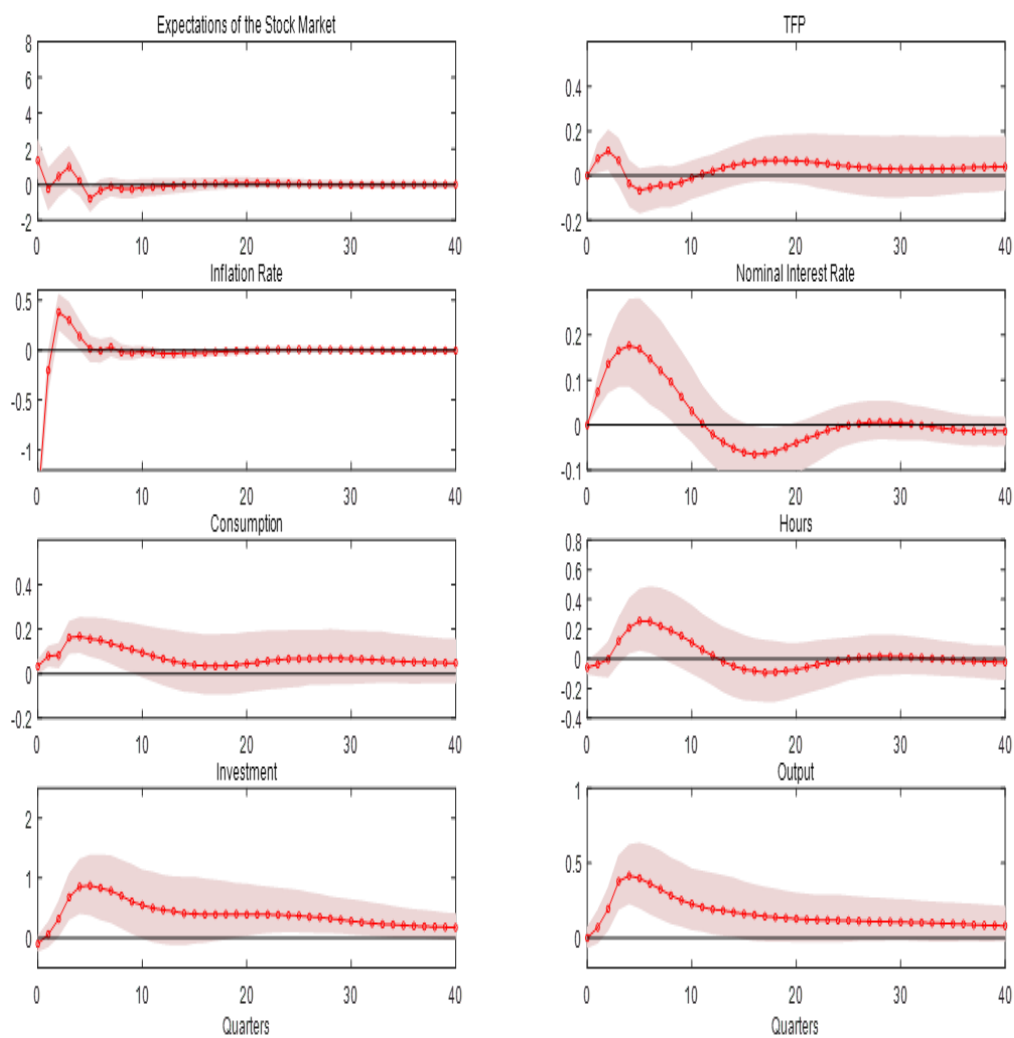 Expectations of the Stock Market
8
6
4
2
0
-2
0 10 20 30 40
TFP
0.4
0.2
0
-0.2
0 10 20 30 40
Inflation Rate
0.5
0
-0.5
-1
0 10 20 30 40
Nominal Interest Rate
0.2
0.1
0
-0.1
0 10 20 30 40
Consumption
0.4
0.2
0
-0.2
0 10 20 30 40
Hours
0.8
0.6
0.4
0.2
0
-0.2
-0.4
0 10 20 30 40
Investment
2
1
0
0 10 20 30 40
Quarters
Output
1
0.5
0
0 10 20 30 40
Quarters